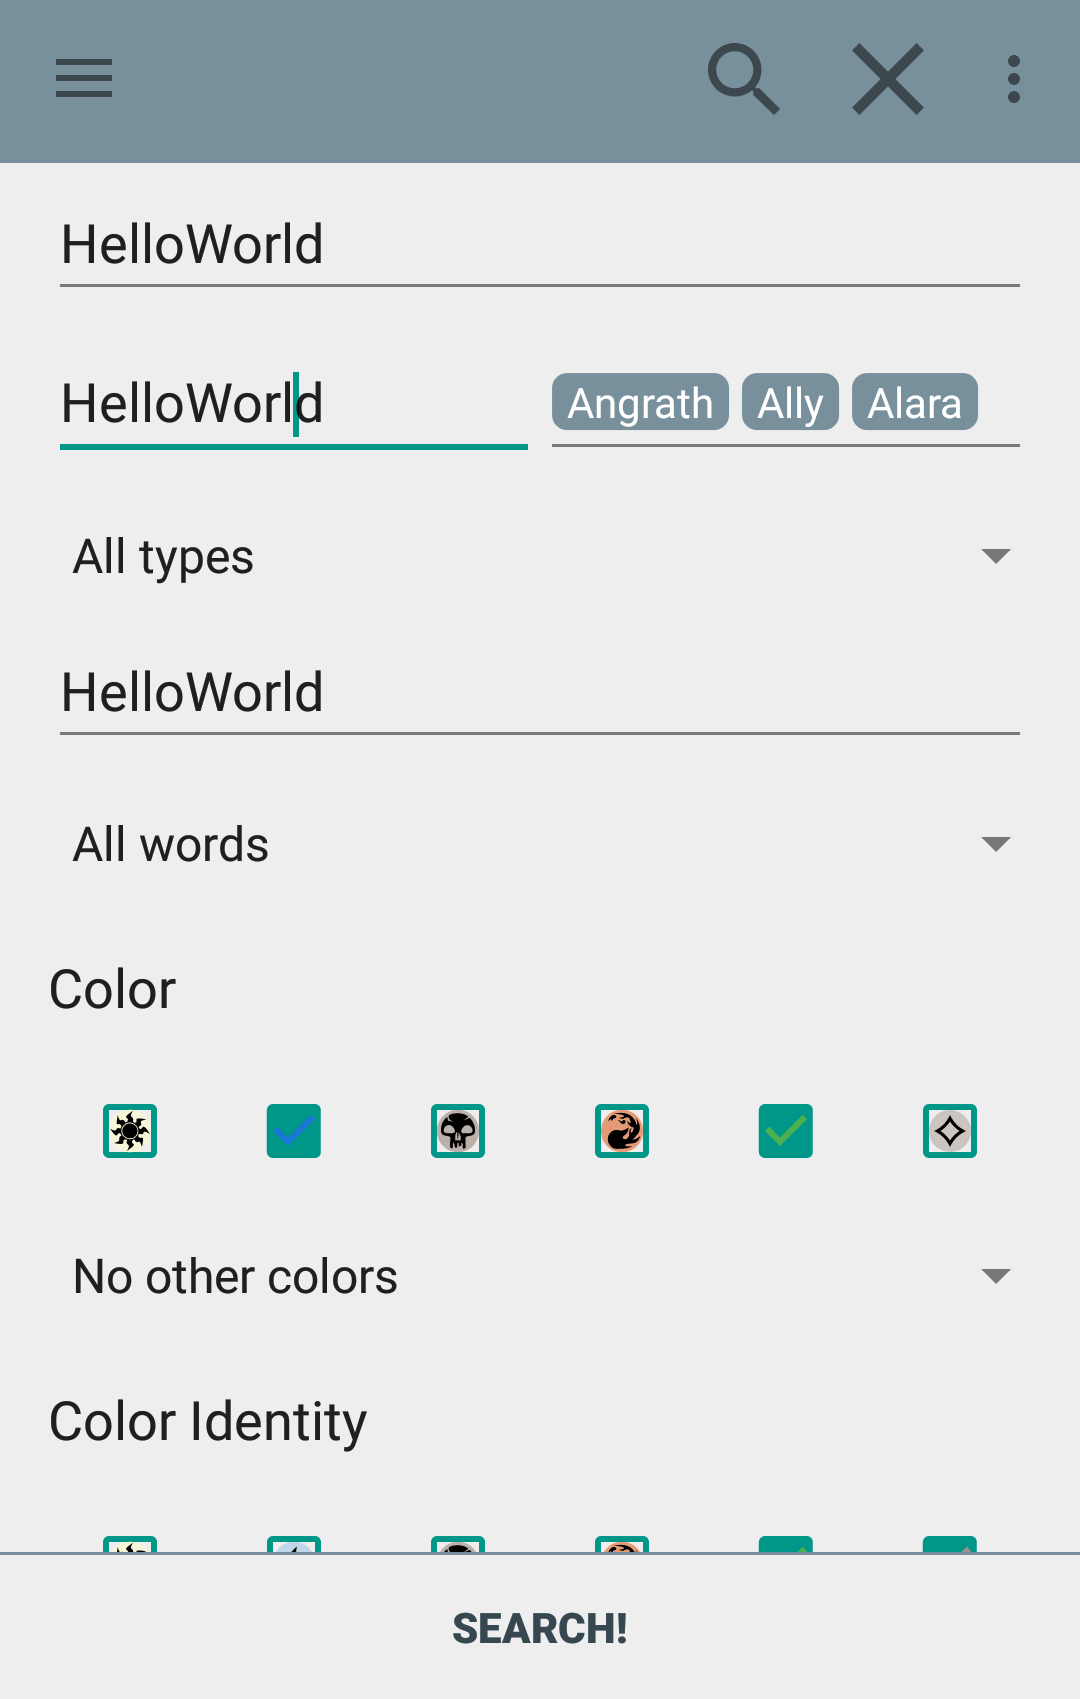 HelloWorld
HelloWorld Angrath Ally Alara
All types
HelloWorld
All words
Color
No other colors
Color Identity
SEARCH!